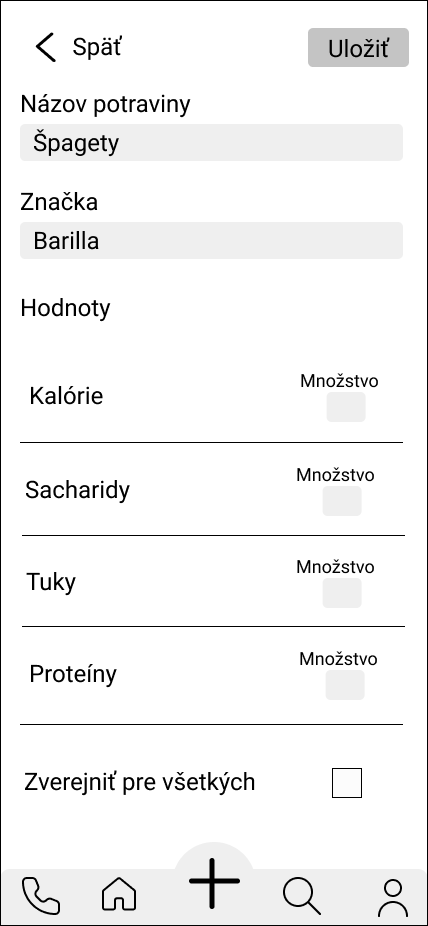 Späť
Uložiť
Názov potraviny
Špagety
Značka
Barilla
Hodnoty
Kalórie
Množstvo
Sacharidy
Množstvo
Tuky
Množstvo
Proteíny
Množstvo
Zverejniť pre všetkých